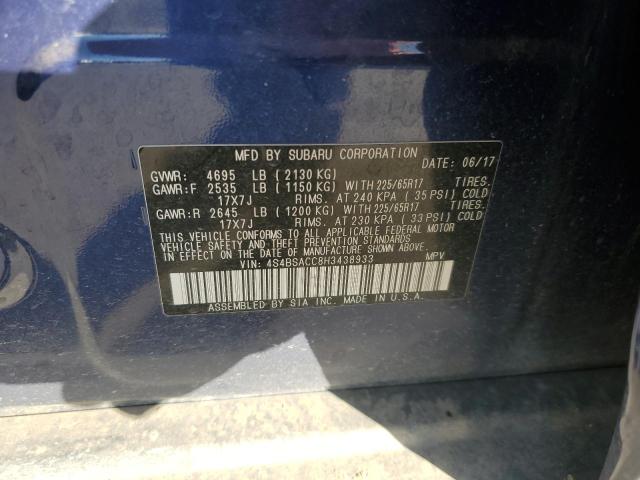 MFD BY SUBARU CORPORATION
GVWR: 4695 LB (2130 KG) DATE: 06/17
GAWR:F 2535 LB (1150 KG) WITH 225/65R17 TIRES.
17X7J RIMS. AT 240 KPA ( 35 PSI) COLD
GAWR:R 2645 LB (1200 KG) WITH 225/65R17 TIRES.
17X7J RIMS. AT 230 KPA ( 33 PSI) COLD
THIS VEHICLE CONFORMS TO ALL APPLICABLE FEDERAL MOTOR
VEHICLE SAFETY AND THEFT PREVENTION STANDARDS
IN EFFECT ON THE DATE OF MANUFACTURE SHOWN ABOVE.
VIN: 4S4BSACC8H3438933 MPV
ASSEMBLED BY SIA INC. MADE IN U.S.A.